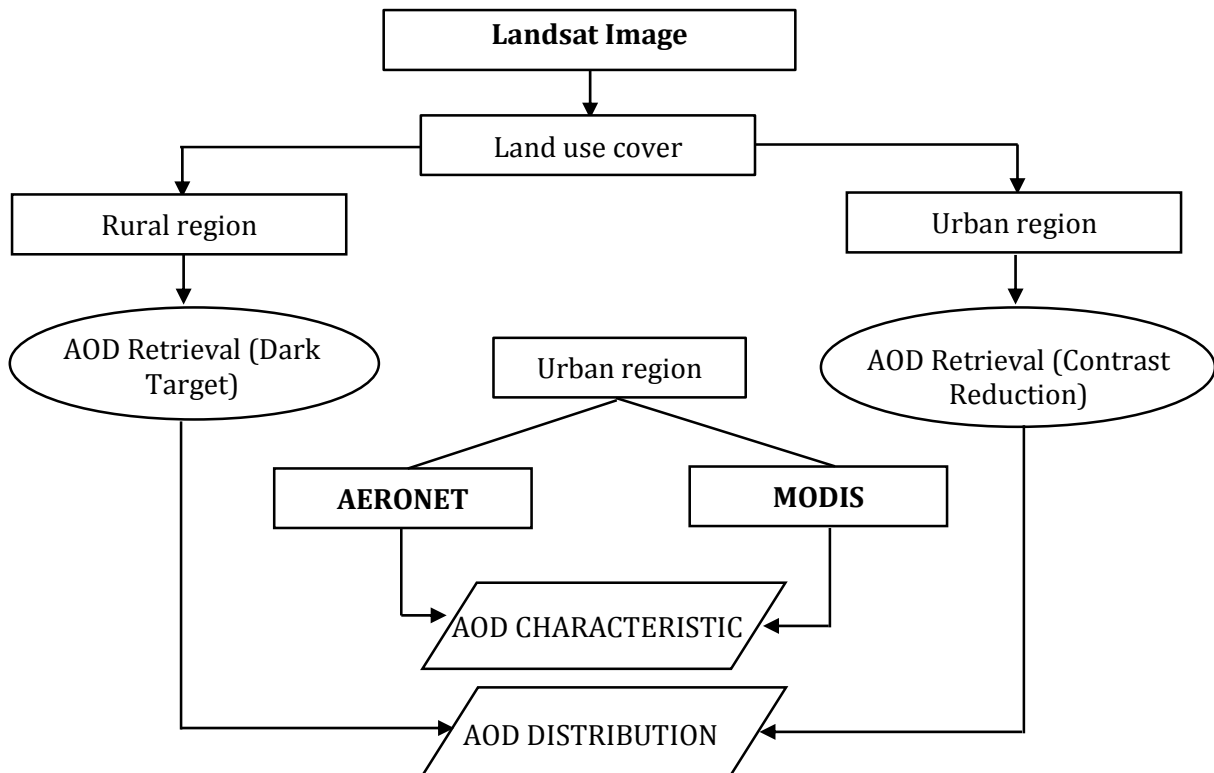 Landsat Image
Land use cover
Rural region
Urban region
AOD Retrieval (Dark
Target)
Urban region
AOD Retrieval (Contrast
Reduction)
AERONET
MODIS
AOD CHARACTERISTIC
AOD DISTRIBUTION